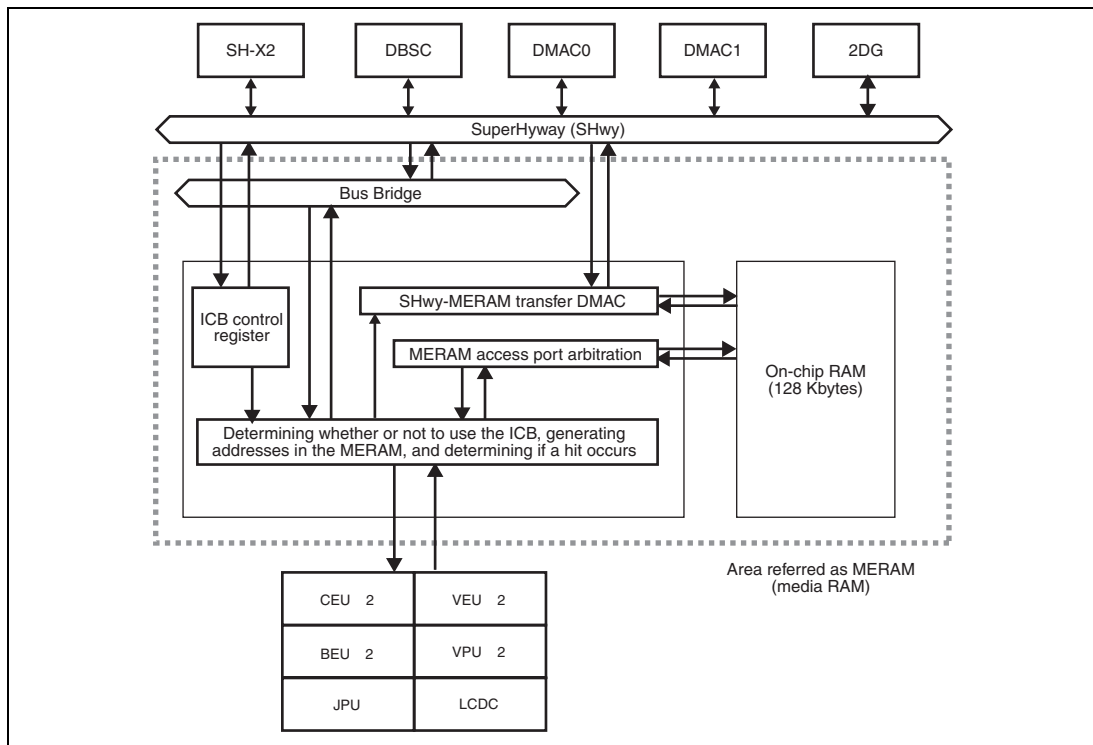 SH-X2
DBSC
DMAC0
DMAC1
2DG
SuperHyway (SHwy)
Bus Bridge
ICB control
register
SHwy-MERAM transfer DMAC
MERAM access port arbitration
On-chip RAM
(128 Kbytes)
Determining whether or not to use the ICB, generating
addresses in the MERAM, and determining if a hit occurs
Area referred as MERAM
(media RAM)
CEU 2
VEU 2
BEU 2
VPU 2
JPU
LCDC